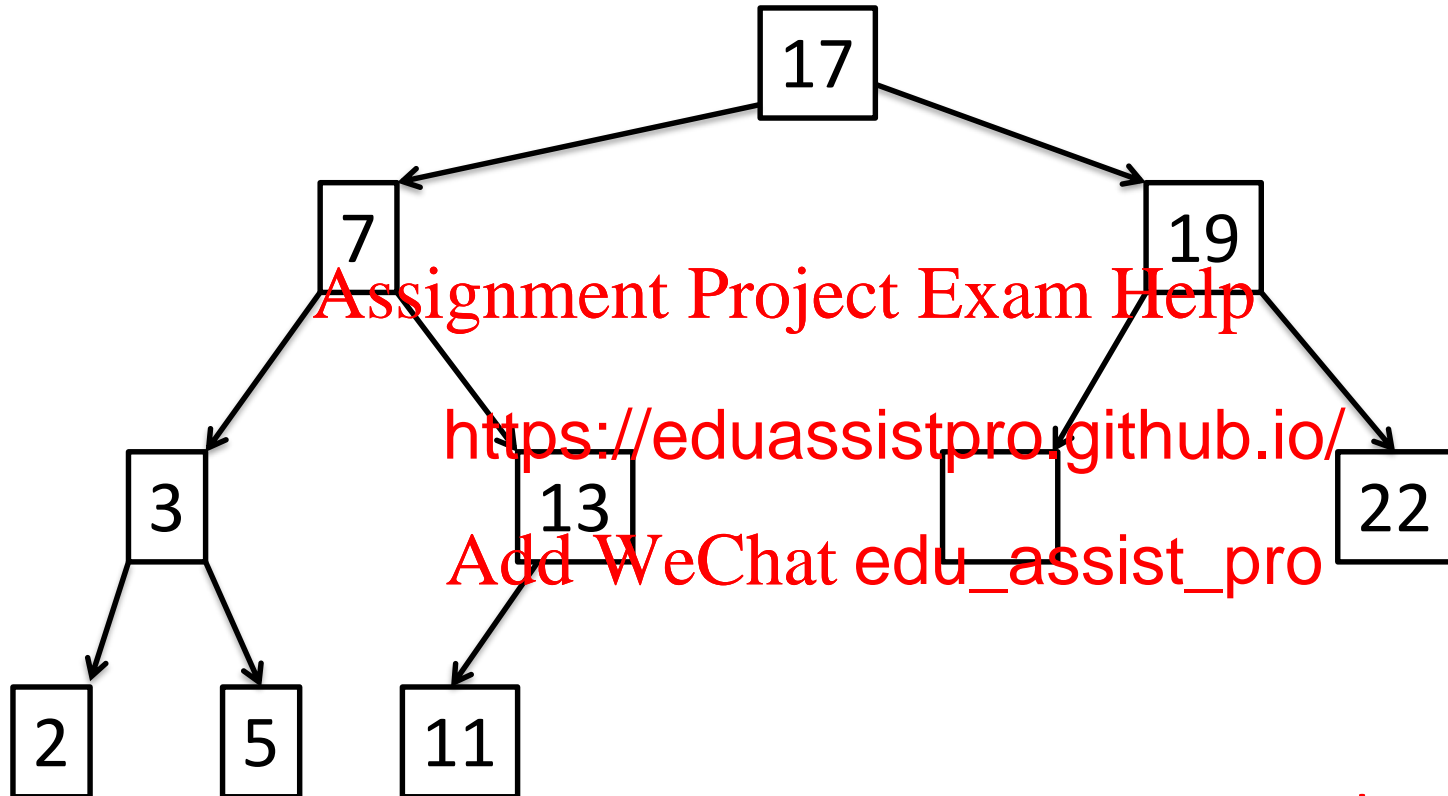 17
7 19
Assignment Project Exam Help
https://eduassistpro.github.io/
3 13 22
Add WeChat edu_assist_pro
2 5 11